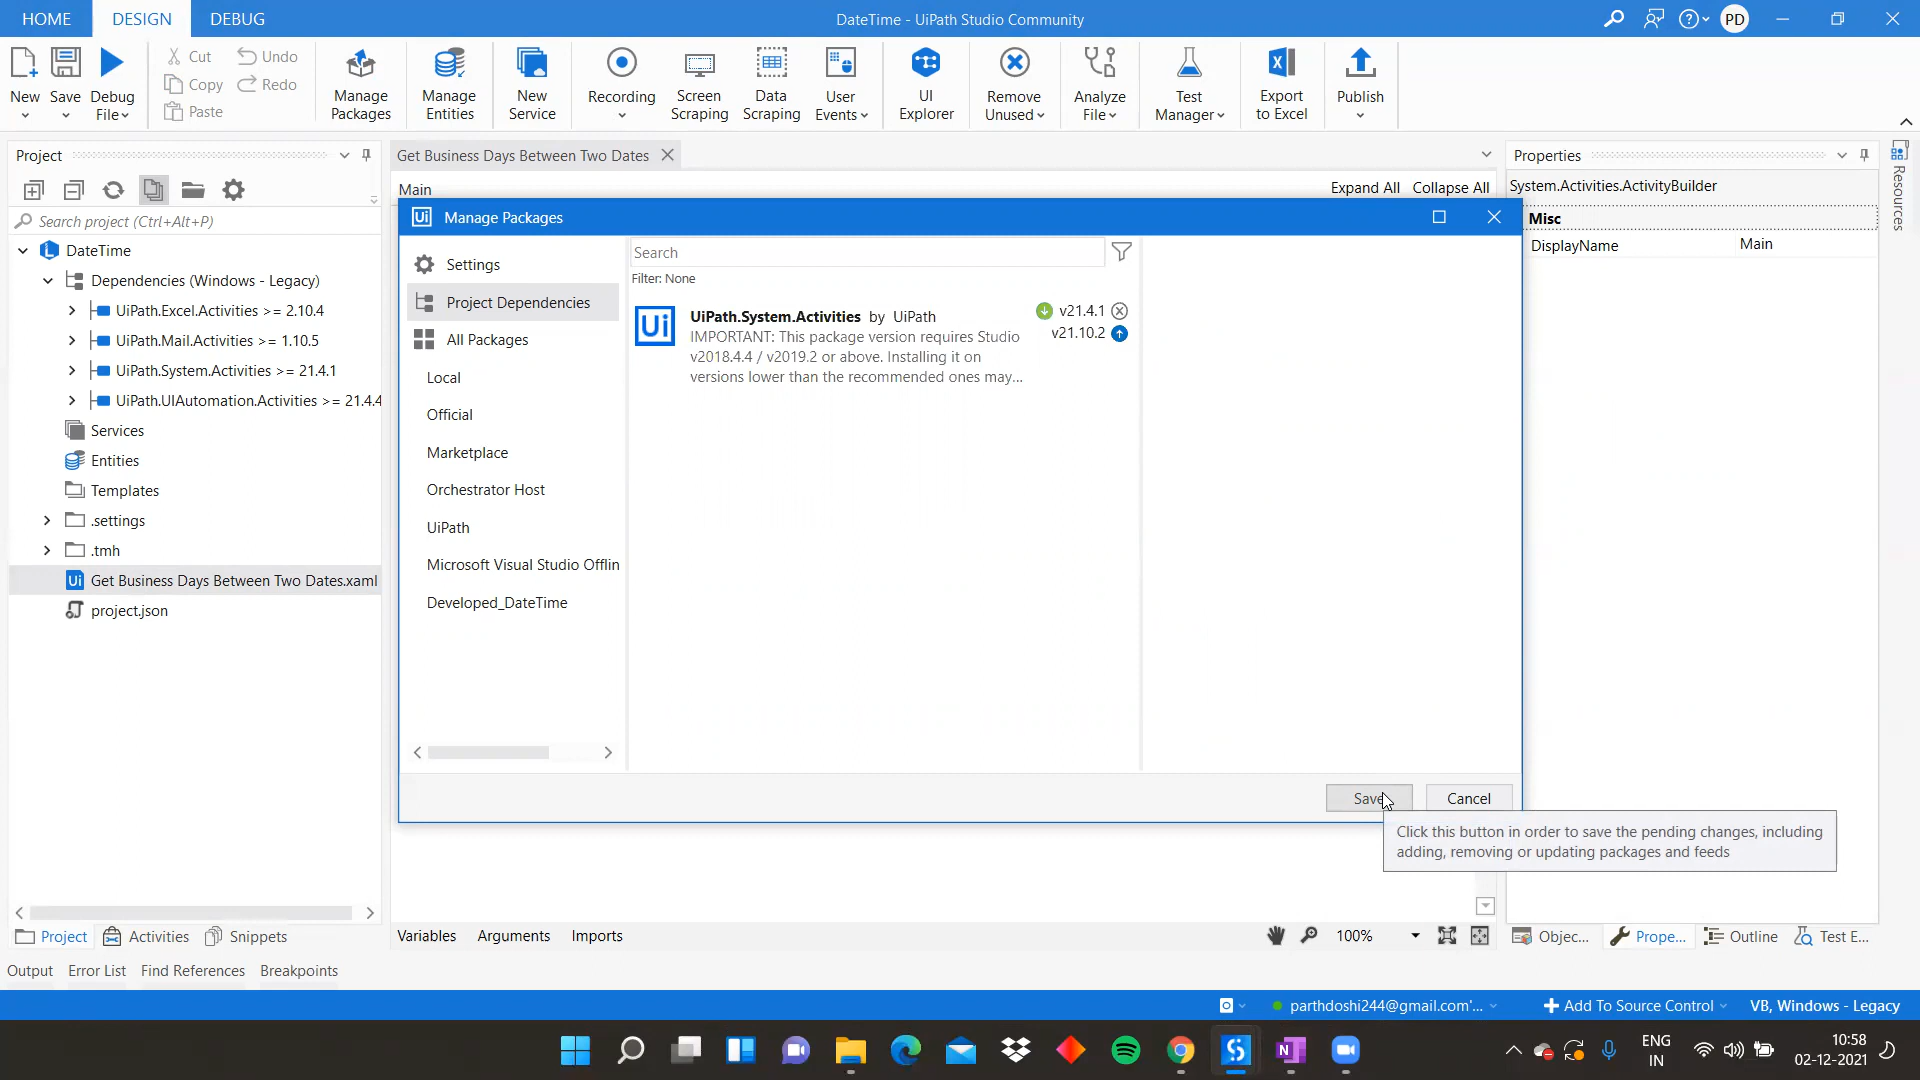 HOME
DESIGN
DEBUG
DateTime - UiPath Studio Community
PD
New
Save
Debug
File
Cut
Copy
Paste
Undo
Redo
Manage
Packages
Manage
Entities
New
Service
Recording
Screen
Scraping
Data
Scraping
User
Events
UI
Explorer
Remove
Unused
Analyze
File
Test
Manager
Export
to Excel
Publish
Project
Search project (Ctrl+Alt+P)
DateTime
Dependencies (Windows - Legacy)
UiPath.Excel.Activities >= 2.10.4
UiPath.Mail.Activities >= 1.10.5
UiPath.System.Activities >= 21.4.1
UiPath.UIAutomation.Activities >= 21.4.4
Services
Entities
Templates
.settings
.tmh
Ui Get Business Days Between Two Dates.xaml
project.json
Get Business Days Between Two Dates
Main
Expand All Collapse All
Ui Manage Packages
Settings
Project Dependencies
All Packages
Local
Official
Marketplace
Orchestrator Host
UiPath
Microsoft Visual Studio Offlin
Developed_DateTime
Search
Filter: None
Ui
UiPath.System.Activities by UiPath
IMPORTANT: This package version requires Studio
v2018.4.4 / v2019.2 or above. Installing it on
versions lower than the recommended ones may...
v21.4.1
v21.10.2
Save
Cancel
Click this button in order to save the pending changes, including
adding, removing or updating packages and feeds
Properties
System.Activities.ActivityBuilder
Misc
DisplayName Main
Resources
Project
Activities
Snippets
Variables
Arguments
Imports
100%
Objec...
Prope...
Outline
Test E...
Output
Error List
Find References
Breakpoints
parthdoshi244@gmail.com'...
Add To Source Control
VB, Windows - Legacy
ENG
IN
10:58
02-12-2021